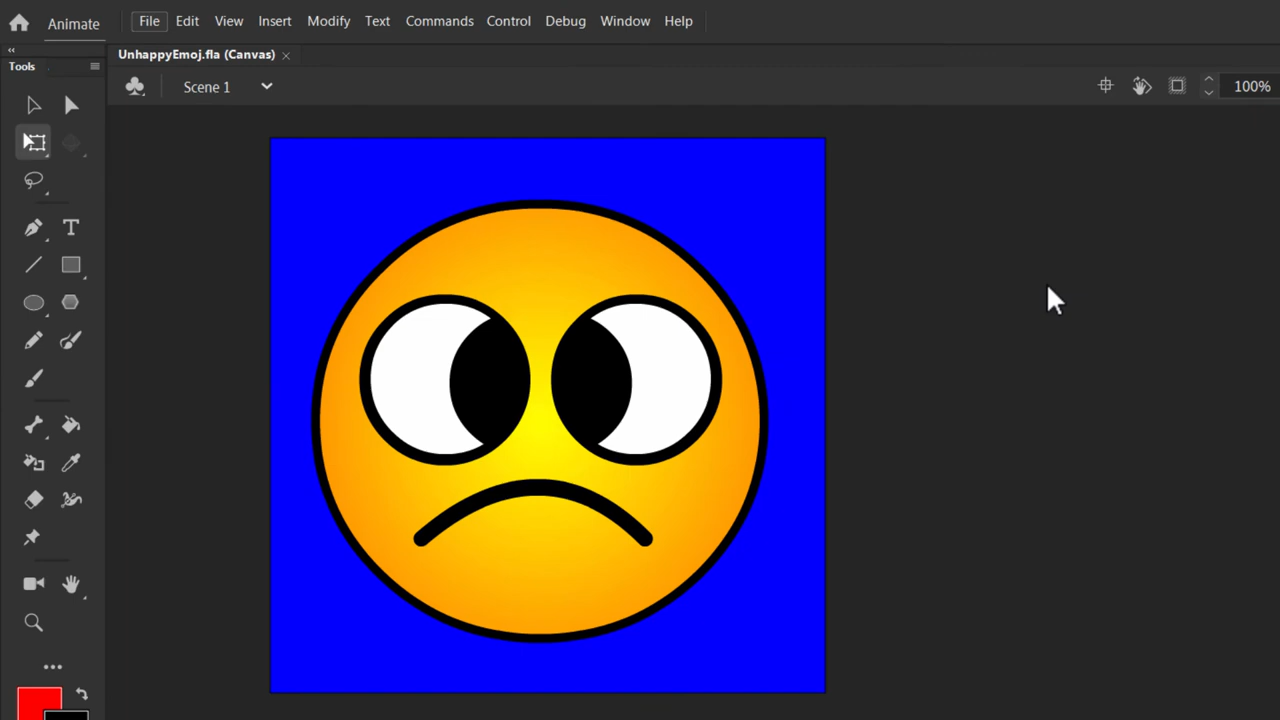 Animate File Edit View Insert Modify Text Commands Control Debug Window Help
UnhappyEmoj.fla (Canvas)
Tools
Scene 1 100%
T